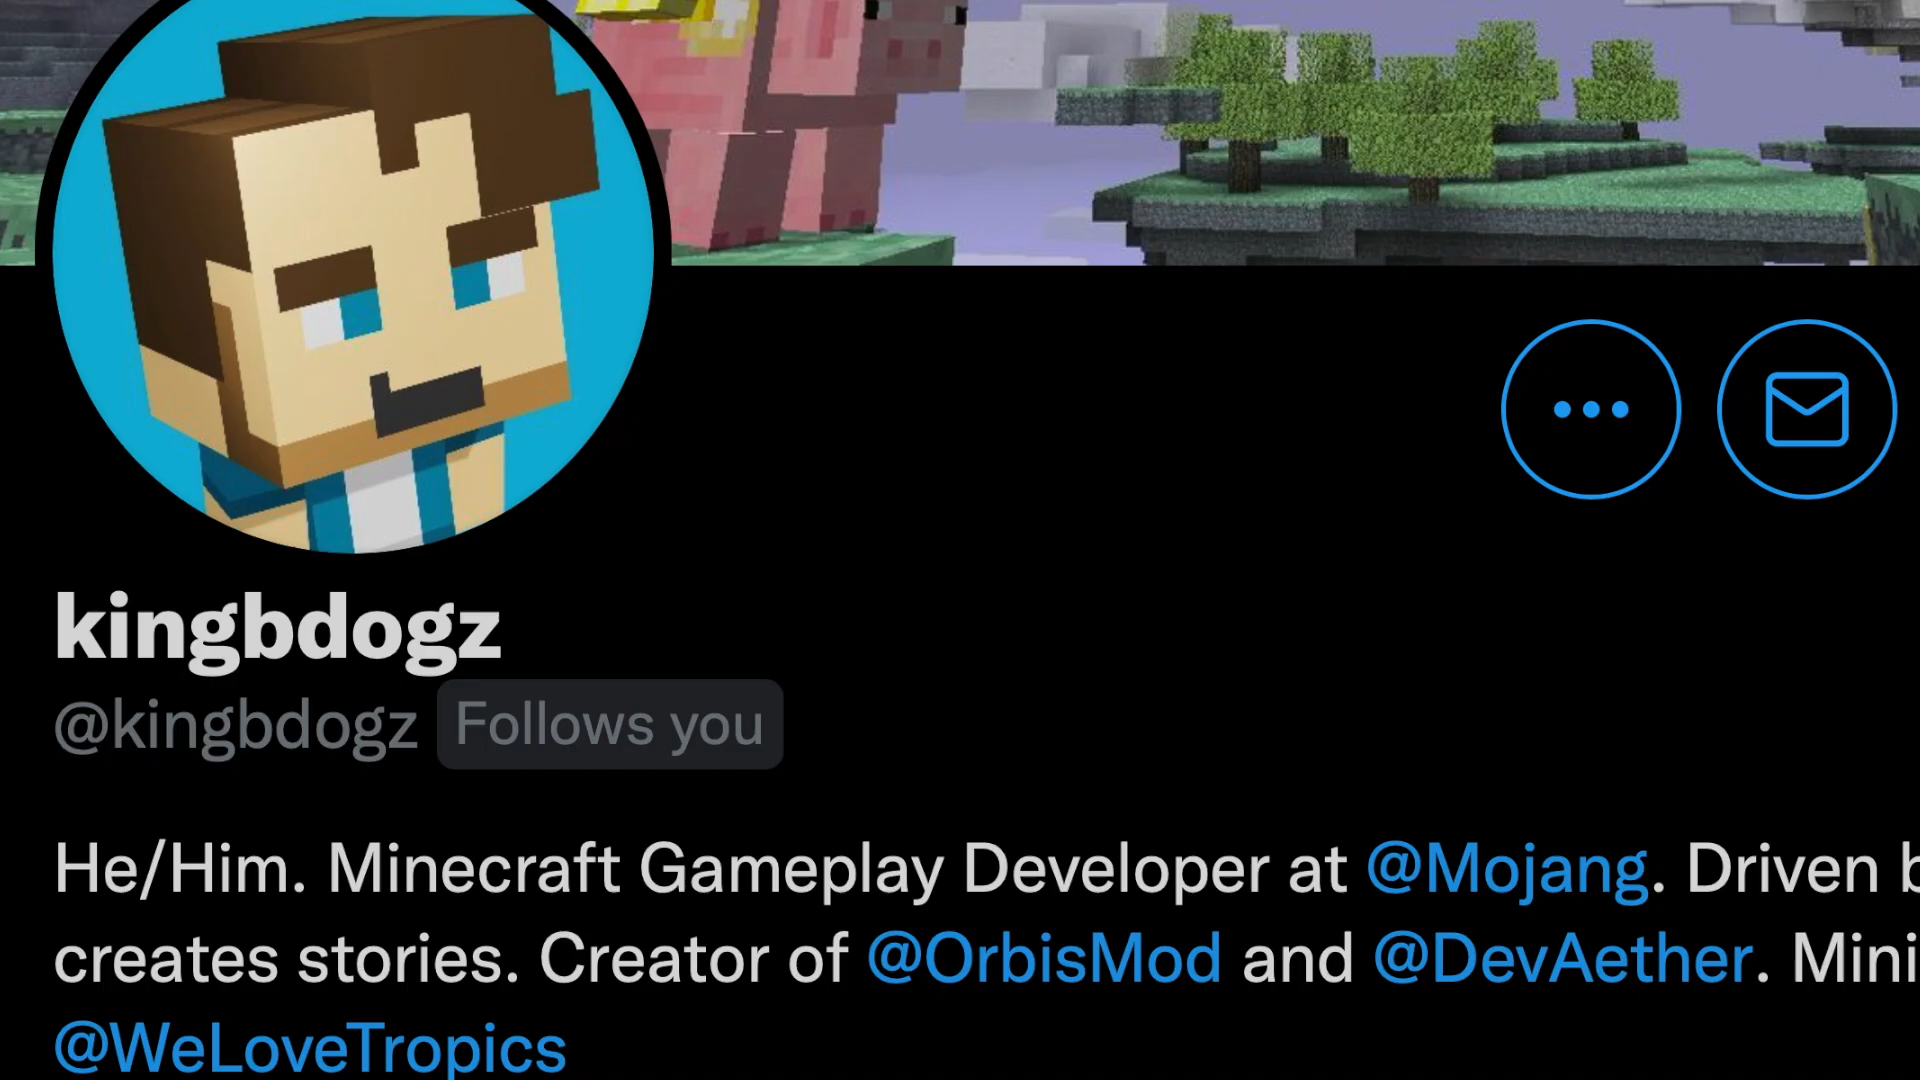 kingbdogz
@kingbdogz Follows you
He/Him. Minecraft Gameplay Developer at @Mojang. Driven
creates stories. Creator of @OrbisMod and @DevAether. Mini
@WeLoveTropics